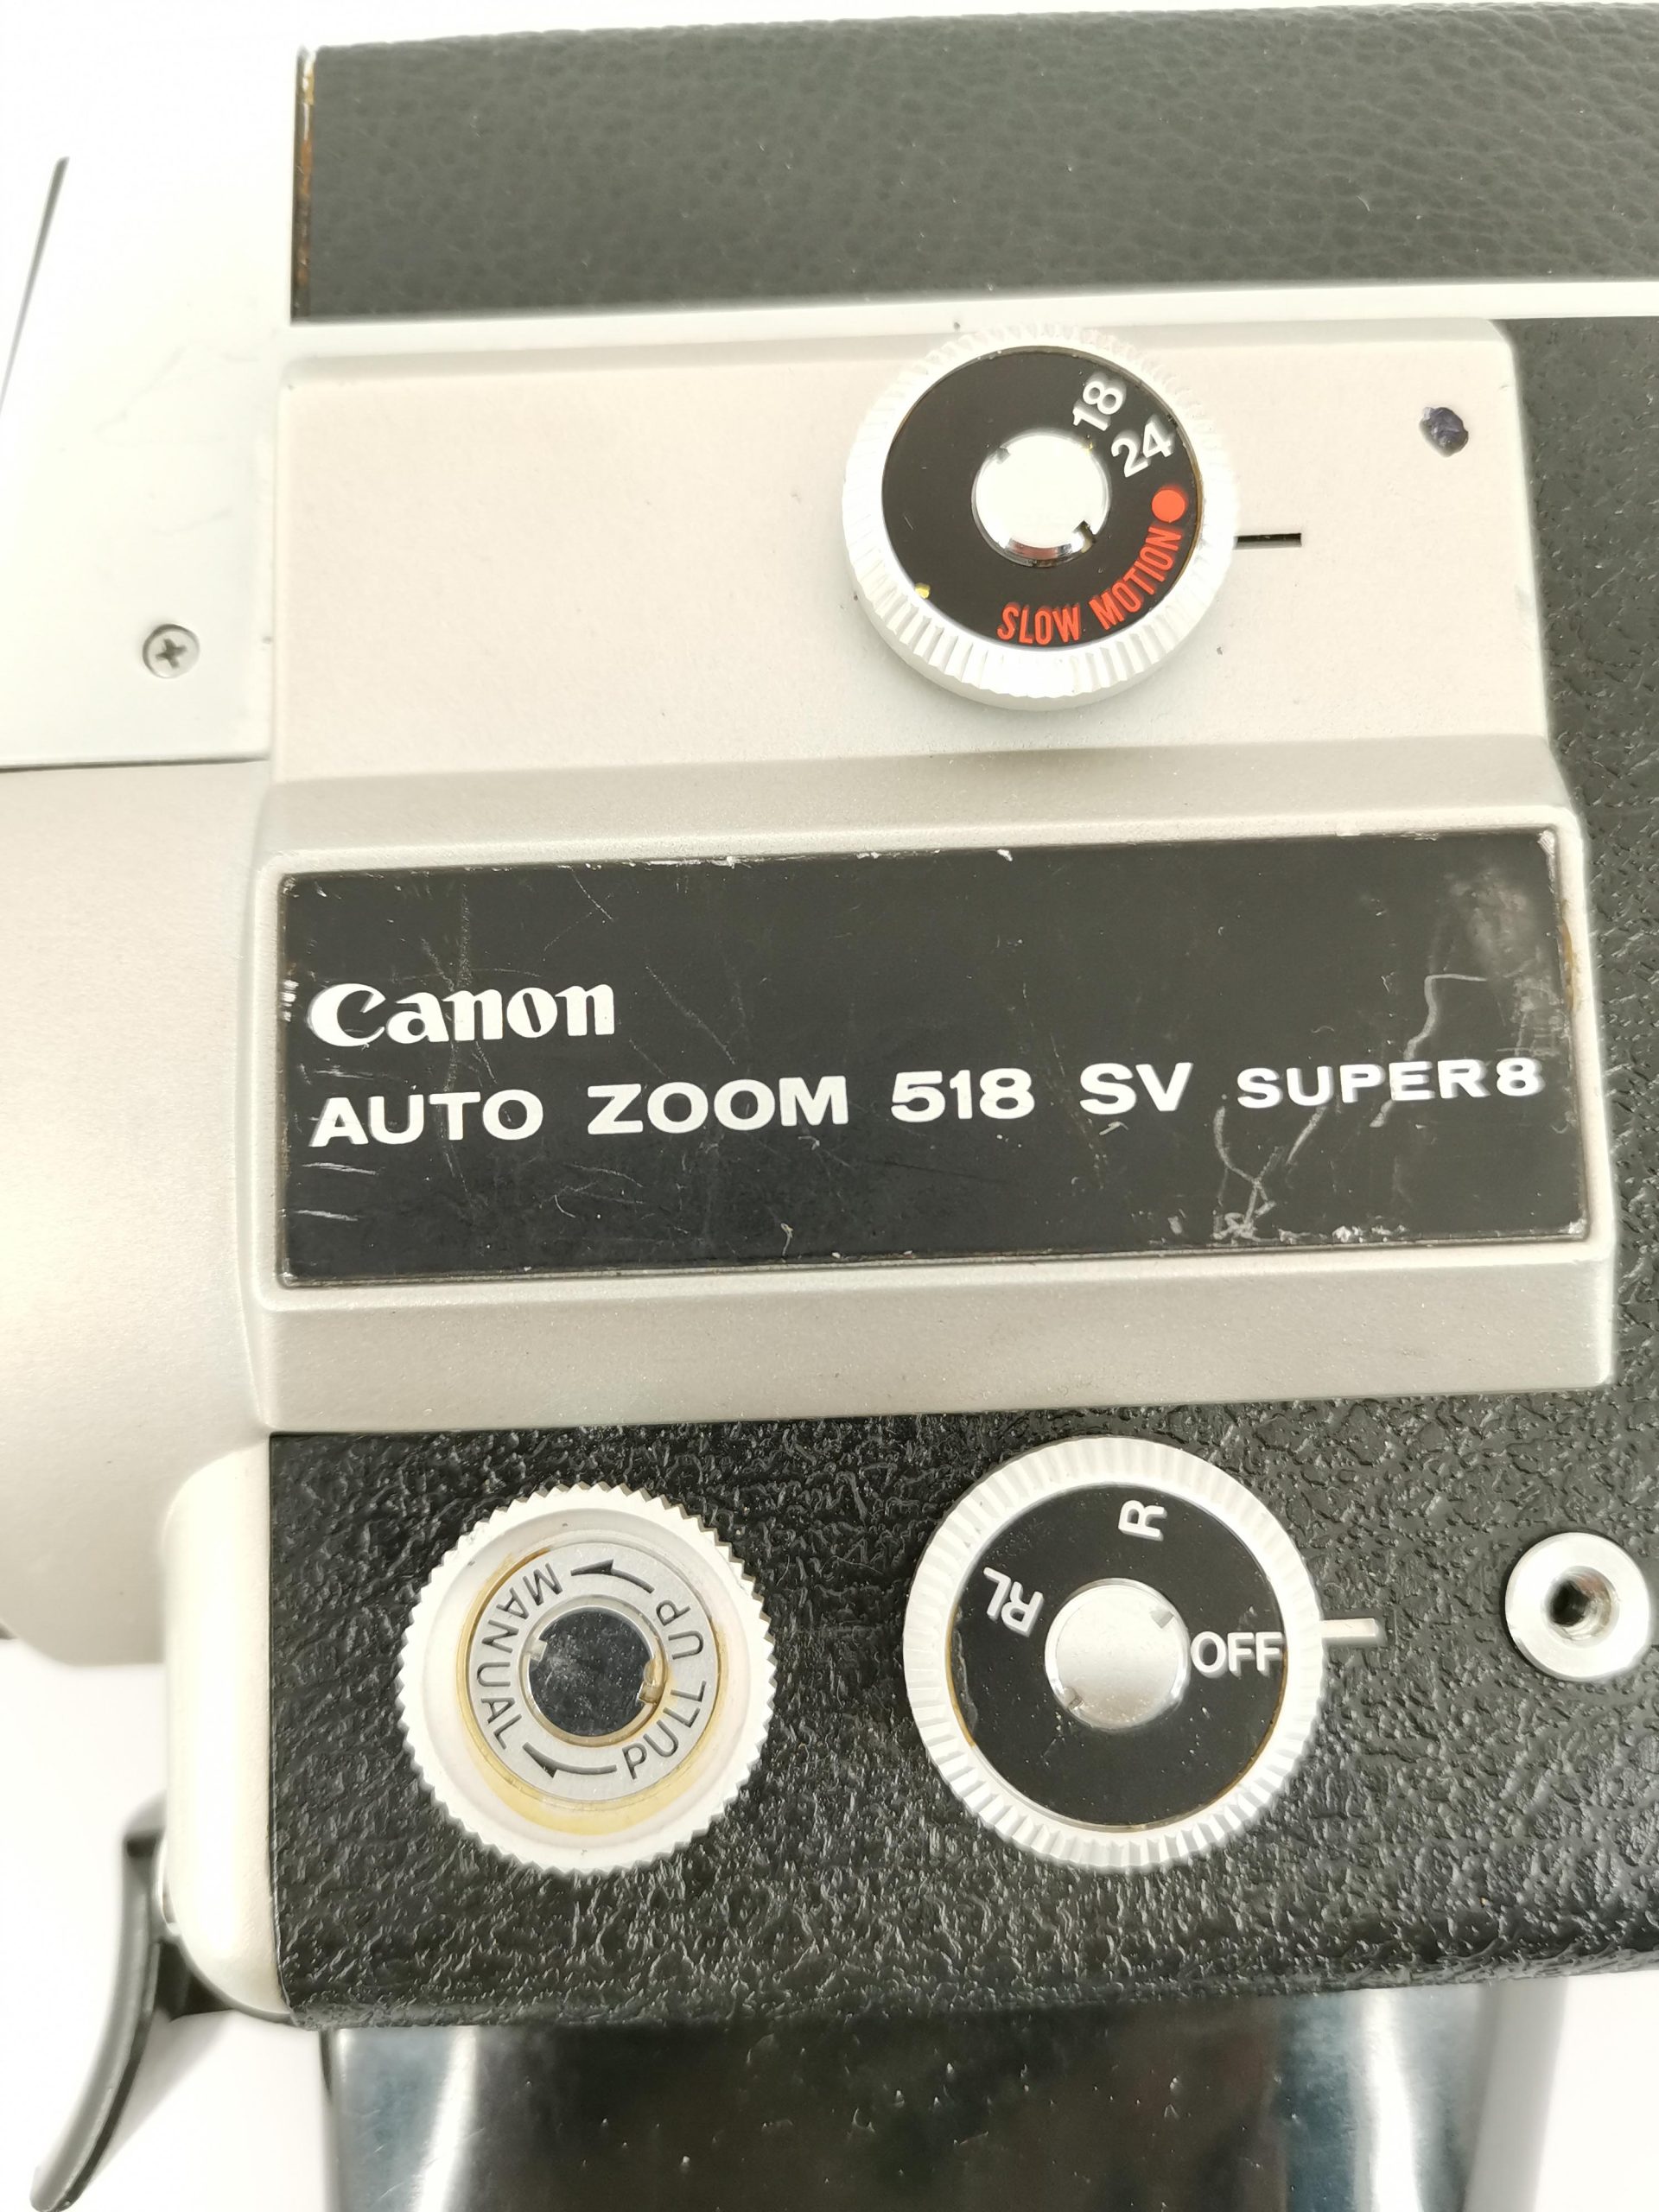 18
24
SLOW MOTION
Canon
AUTO ZOOM 518 SV SUPER8
MANUAL
PULL UP
R
RL
OFF